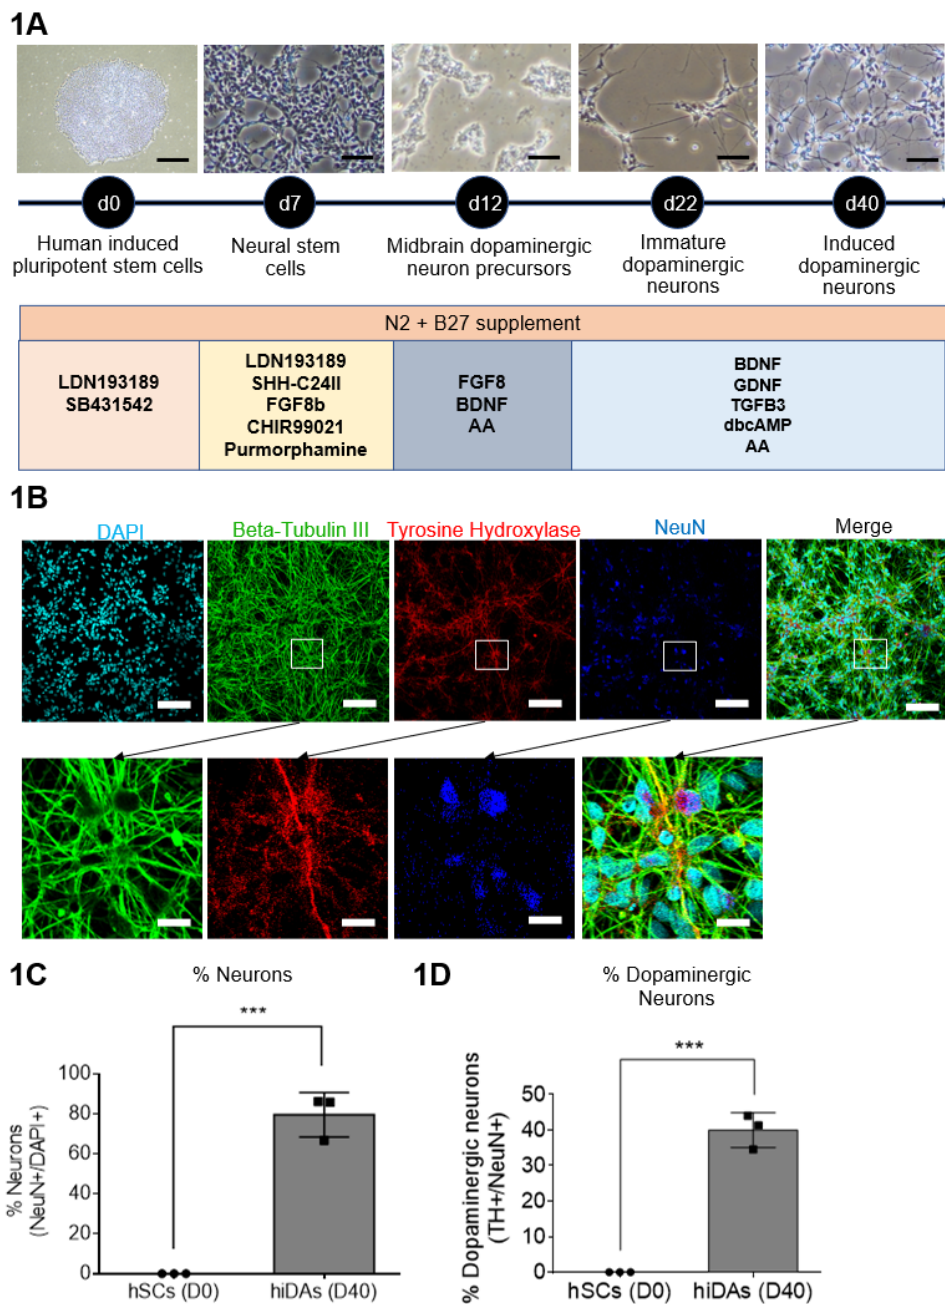 1A
d0
d7
d12
d22
d40
Human induced
pluripotent stem cells
Neural stem
cells
Midbrain dopaminergic
neuron precursors
Immature
dopaminergic
neurons
Induced
dopaminergic
neurons
N2 + B27 supplement
LDN193189
SB431542
LDN193189
SHH-C24II
FGF8b
CHIR99021
Purmorphamine
FGF8
BDNF
AA
BDNF
GDNF
TGFB3
dbcAMP
AA
1B
DAPI
Beta-Tubulin III
Tyrosine Hydroxylase
NeuN
Merge
1C
% Neurons
***
% Neurons
(NeuN+/DAPI+)
100
80
60
40
20
0
hSCs (D0)
hiDAs (D40)
1D
% Dopaminergic
Neurons
***
% Dopaminergic neurons
(TH+/NeuN+)
50
40
30
20
10
0
hSCs (D0)
hiDAs (D40)